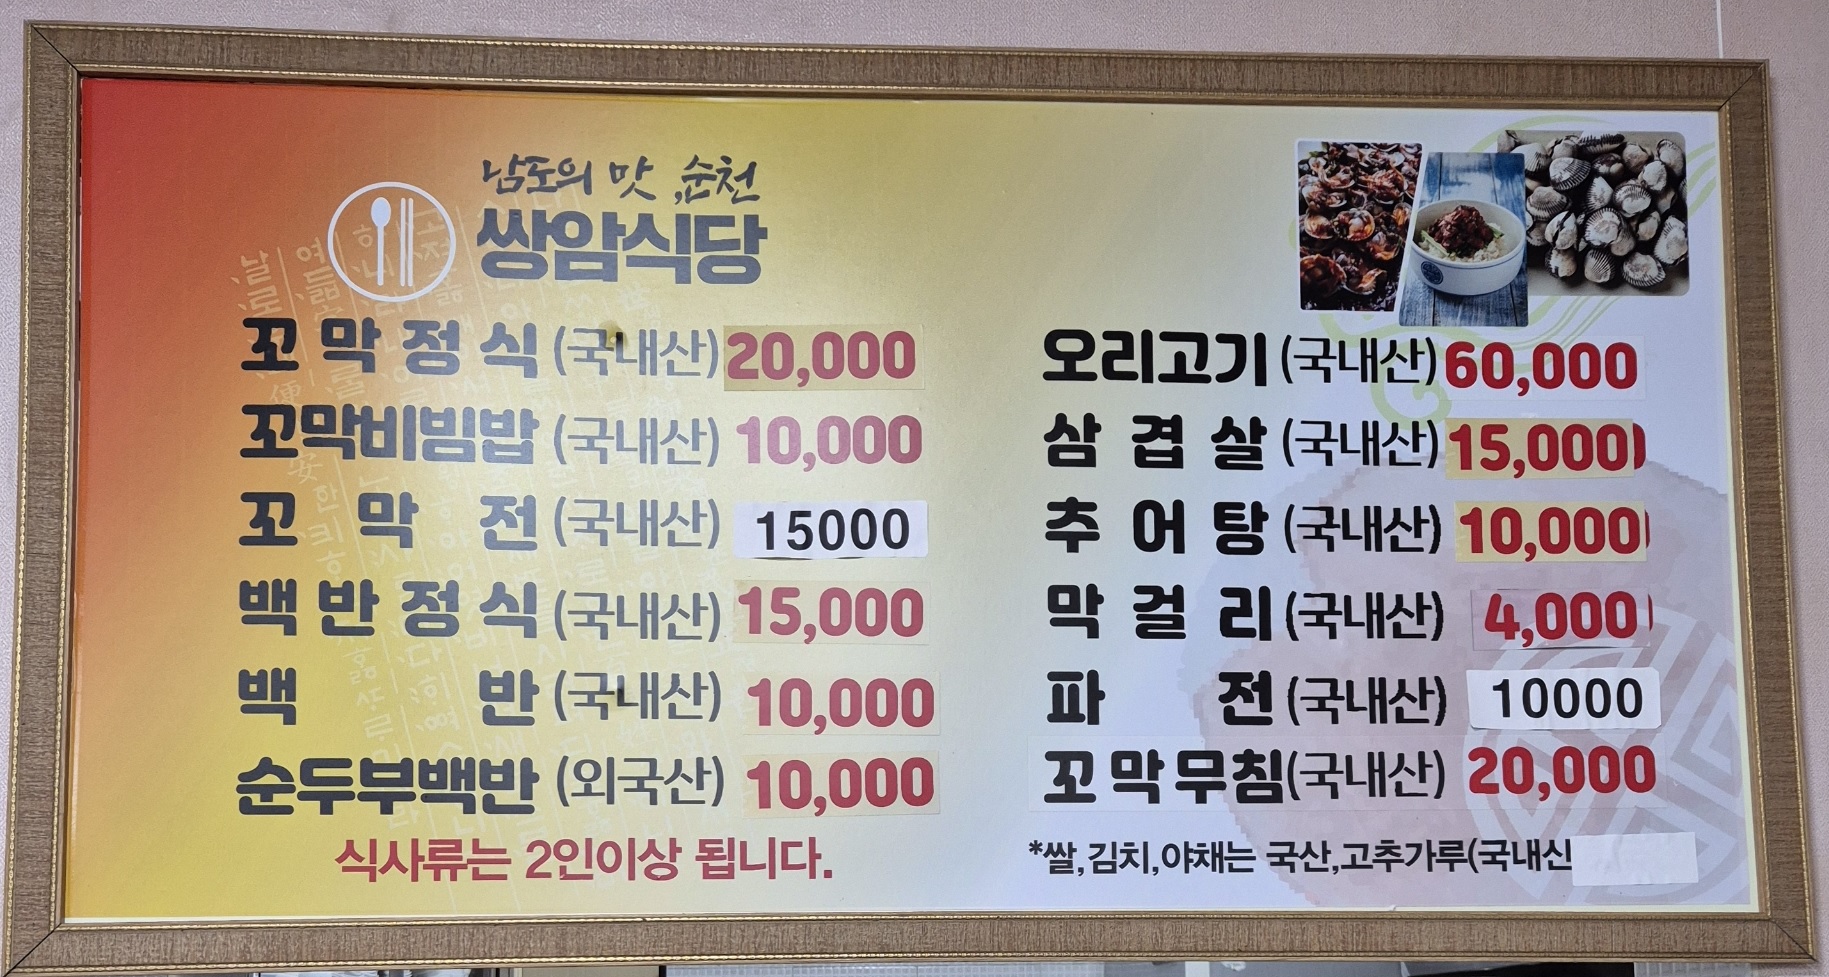 남도의 맛, 순천
쌍암식당
꼬막정식 (국내산) 20,000
꼬막비빔밥 (국내산) 10,000
꼬막전 (국내산) 15000
백반정식 (국내산) 15,000
백반 (국내산) 10,000
순두부백반 (외국산) 10,000
식사류는 2인이상 됩니다.
오리고기 (국내산) 60,000
삼겹살 (국내산) 15,000
추어탕 (국내산) 10,000
막걸리 (국내산) 4,000
파전 (국내산) 10000
꼬막무침(국내산) 20,000
*쌀,김치,야채는 국산,고추가루(국내신